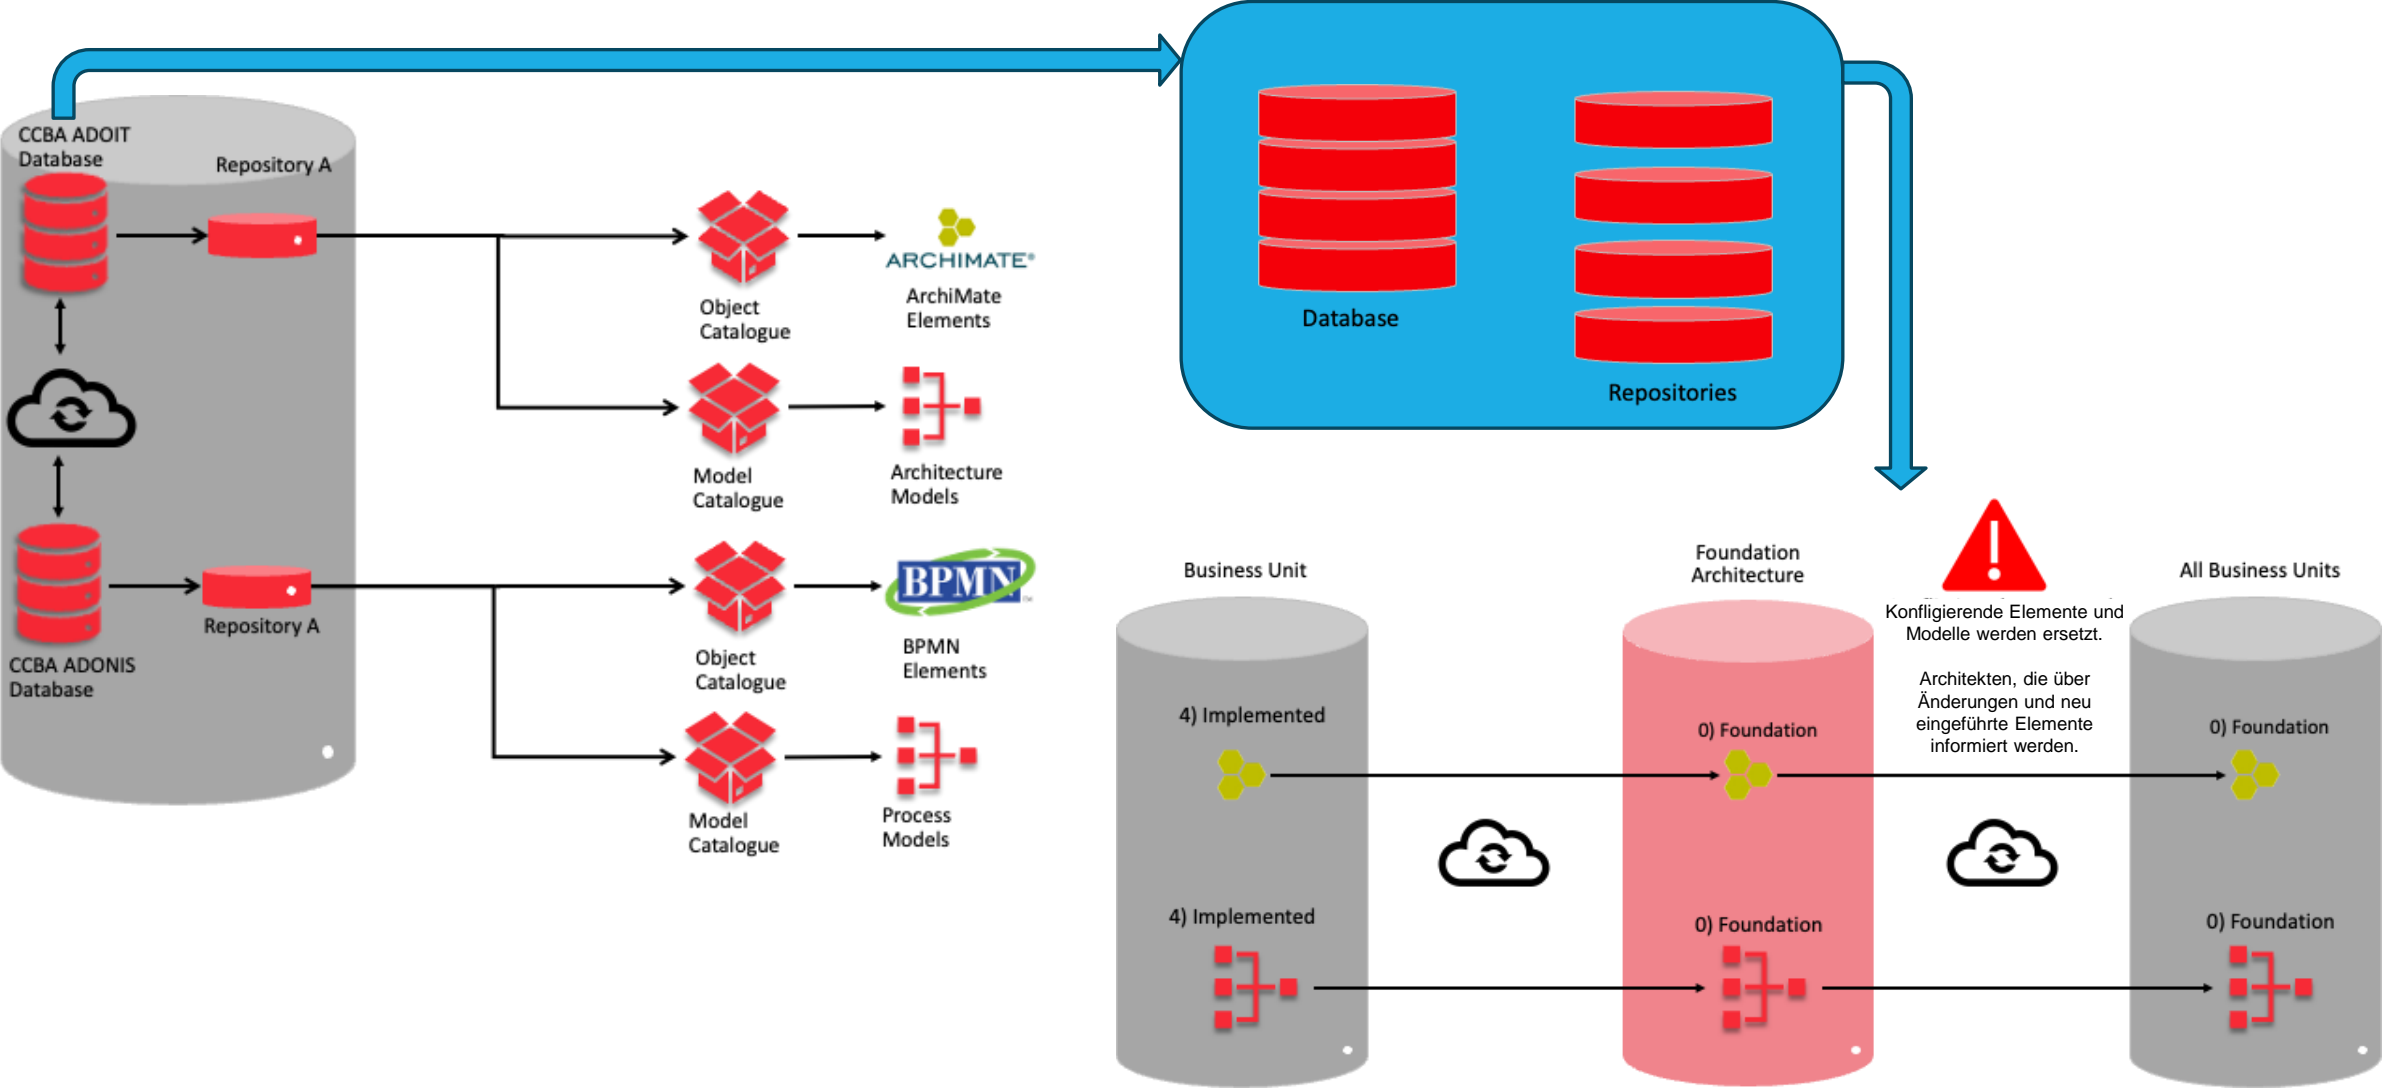 CCBA ADOIT
Database
Repository A
Object
Catalogue
ARCHIMATE®
ArchiMate
Elements
Model
Catalogue
Architecture
Models
CCBA ADONIS
Database
Repository A
Object
Catalogue
BPMN
BPMN
Elements
Model
Catalogue
Process
Models
Database
Repositories
Business Unit
Foundation
Architecture
All Business Units
Konfligierende Elemente und
Modelle werden ersetzt.
Architekten, die über
Änderungen und neu
eingeführte Elemente
informiert werden.
4) Implemented
0) Foundation
0) Foundation
4) Implemented
0) Foundation
0) Foundation